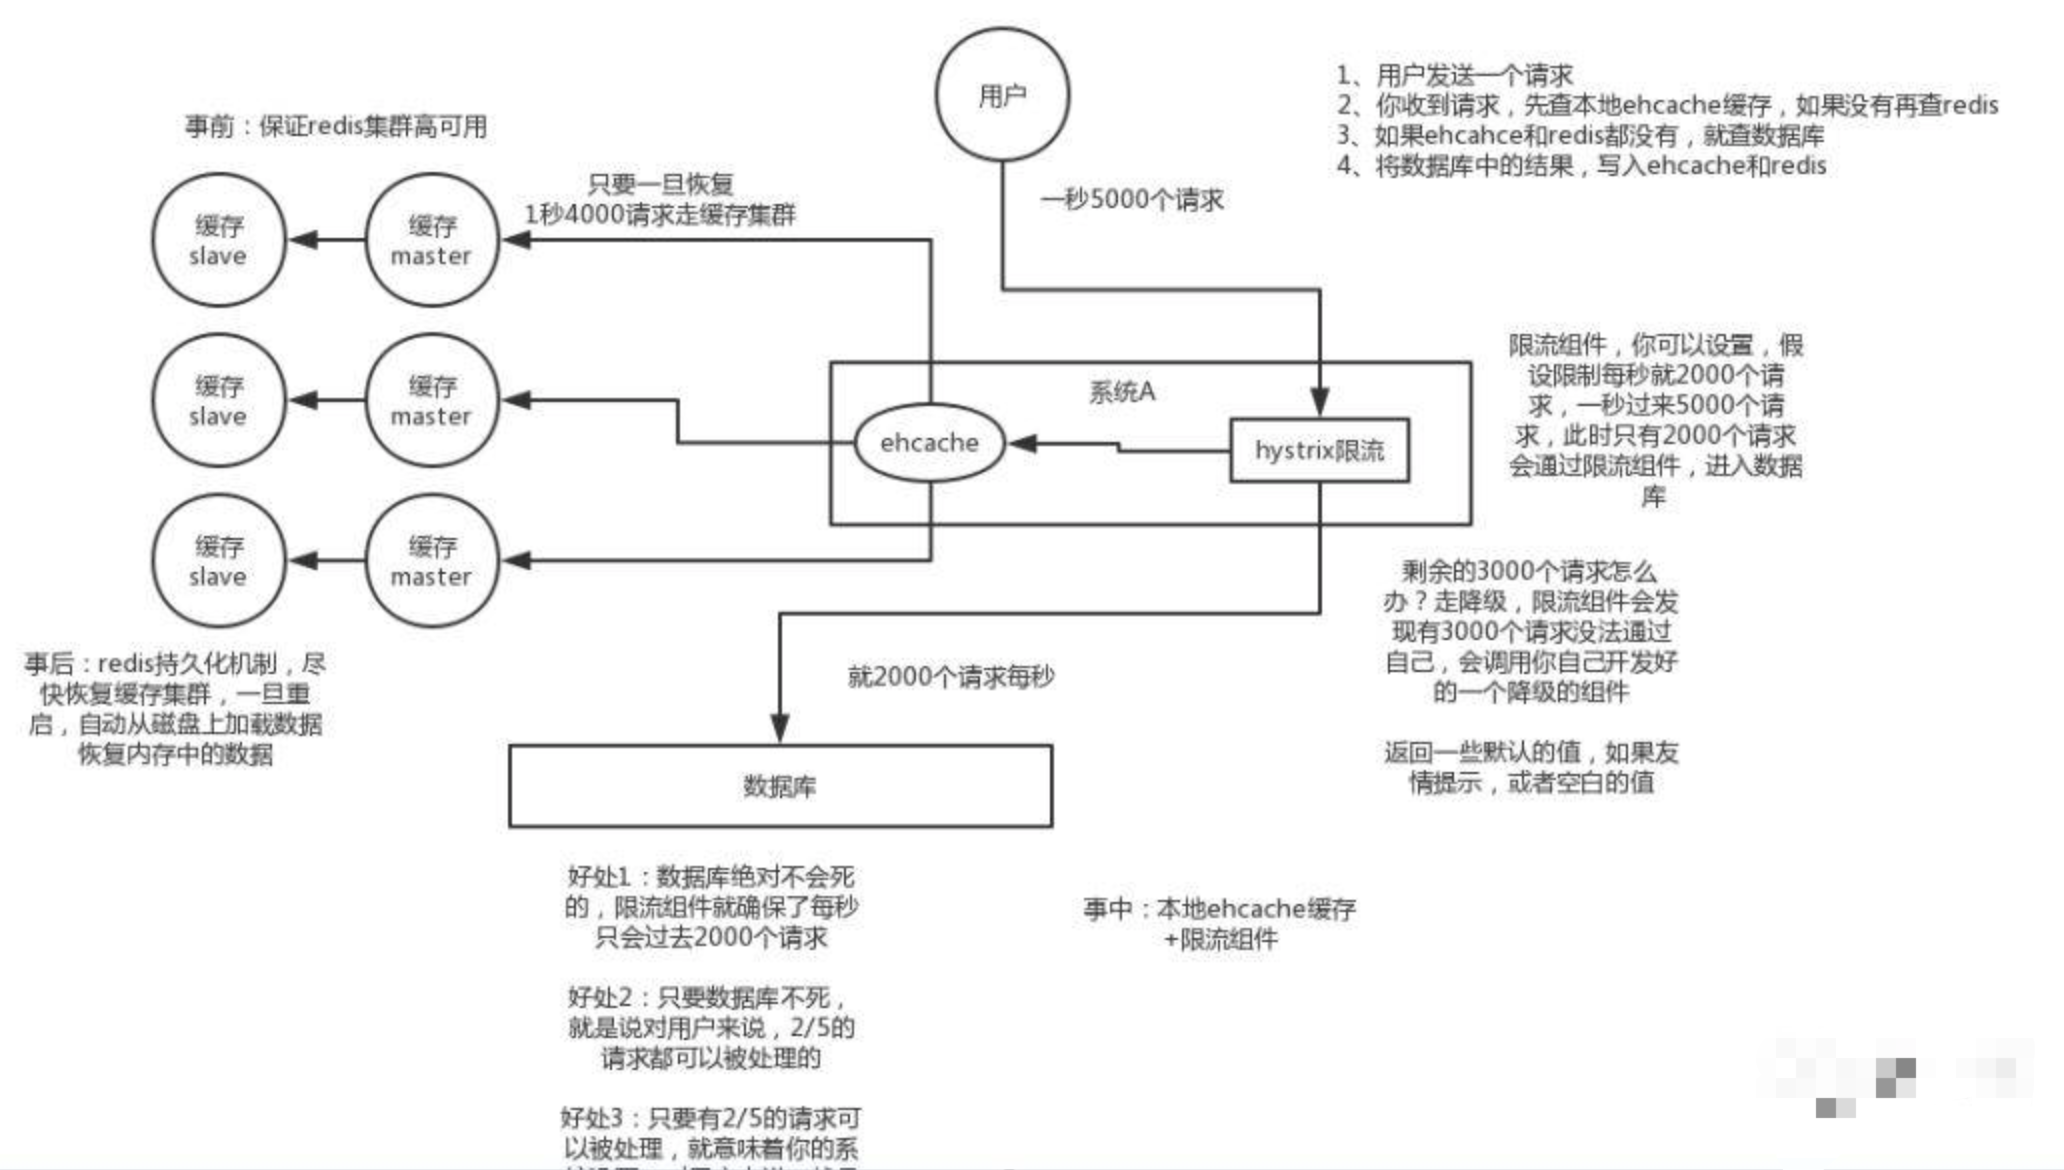 用户
1、用户发送一个请求
2、你收到请求，先查本地ehcache缓存，如果没有再查redis
3、如果ehcahce和redis都没有，就查数据库
4、将数据库中的结果，写入ehcache和redis
事前：保证redis集群高可用
只要一旦恢复
1秒4000请求走缓存集群
一秒5000个请求
缓存
slave
缓存
master
缓存
slave
缓存
master
缓存
slave
缓存
master
系统A
ehcache
hystrix限流
限流组件，你可以设置，假
设限制每秒就2000个请
求，一秒过来5000个请
求，此时只有2000个请求
会通过限流组件，进入数据
库
剩余的3000个请求怎么
办？走降级，限流组件会发
现有3000个请求没法通过
自己，会调用你自己开发好
的一个降级的组件
返回一些默认的值，如果友
情提示，或者空白的值
事后：redis持久化机制，尽
快恢复缓存集群，一旦重
启，自动从磁盘上加载数据
恢复内存中的数据
就2000个请求每秒
数据库
好处1：数据库绝对不会死
的，限流组件就确保了每秒
只会过去2000个请求
好处2：只要数据库不死，
就是说对用户来说，2/5的
请求都可以被处理的
好处3：只要有2/5的请求可
以被处理，就意味着你的系
事中：本地ehcache缓存
+限流组件